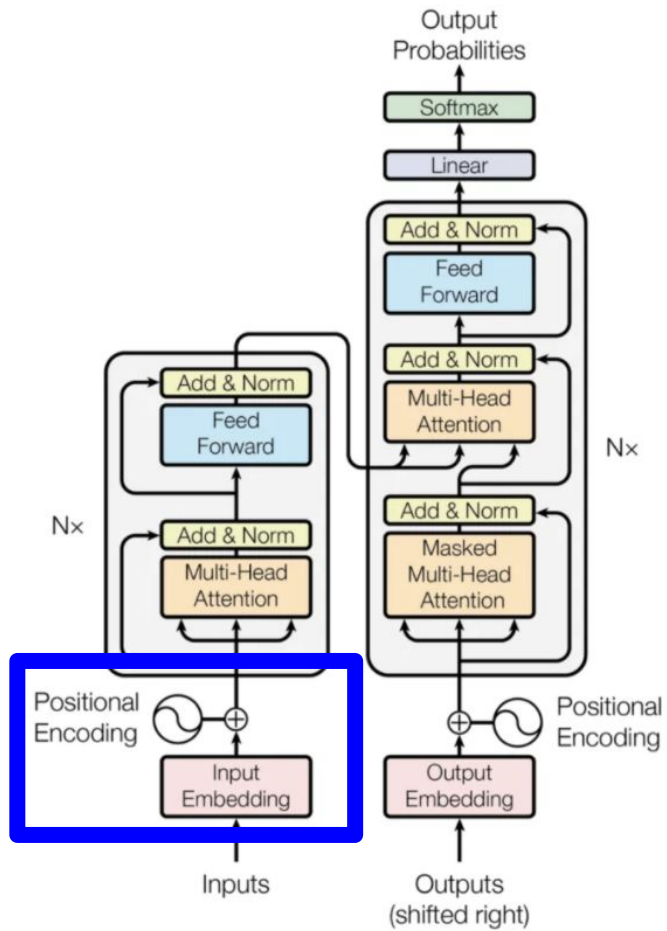 Output
Probabilities
Softmax
Linear
Add & Norm
Feed
Forward
Add & Norm
Multi-Head
Attention
Add & Norm
Masked
Multi-Head
Attention
Nx
Add & Norm
Feed
Forward
Add & Norm
Multi-Head
Attention
Nx
Positional
Encoding
Input
Embedding
Inputs
Positional
Encoding
Output
Embedding
Outputs
(shifted right)